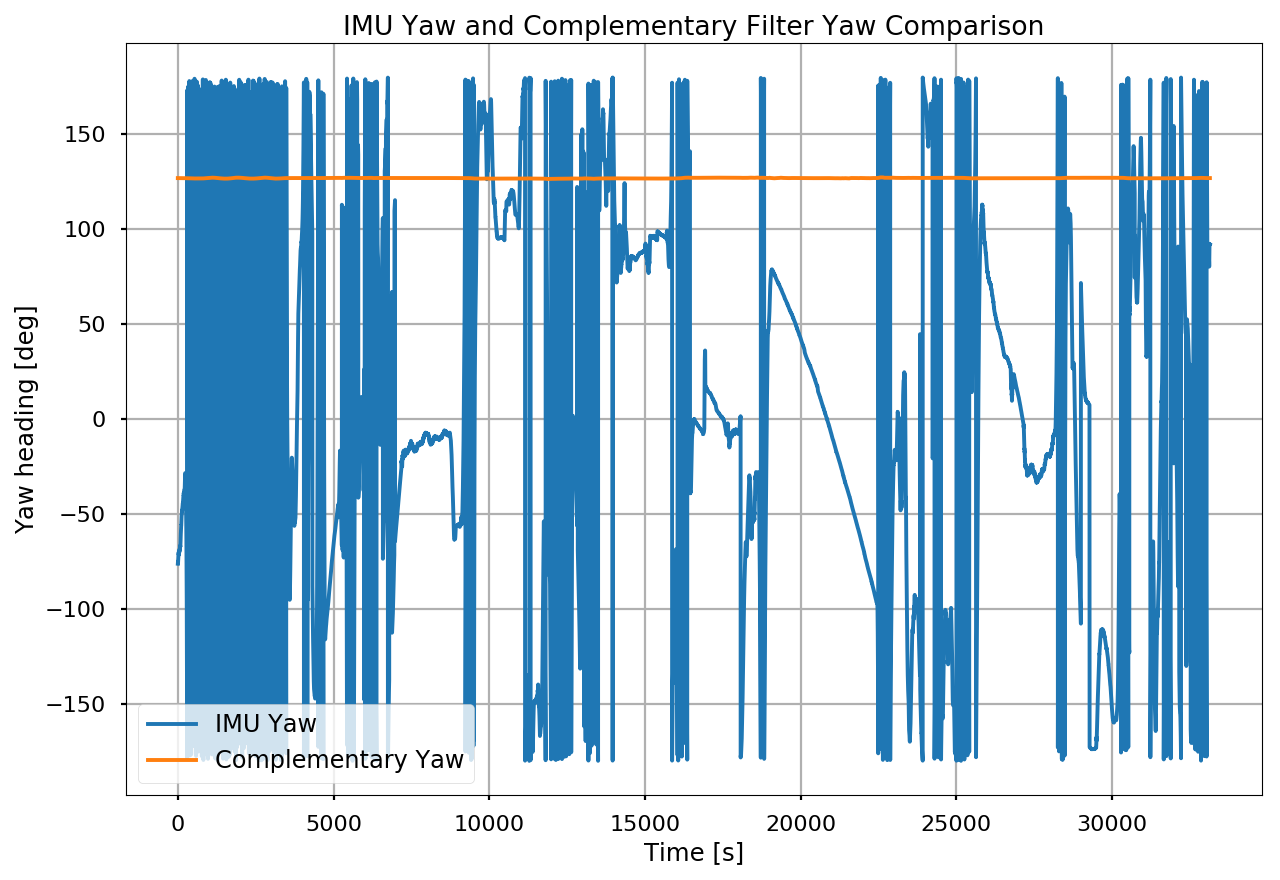 IMU Yaw and Complementary Filter Yaw Comparison
150
100
50
0
−50
−100
−150
Yaw heading [deg]
IMU Yaw
Complementary Yaw
0 5000 10000 15000 20000 25000 30000
Time [s]